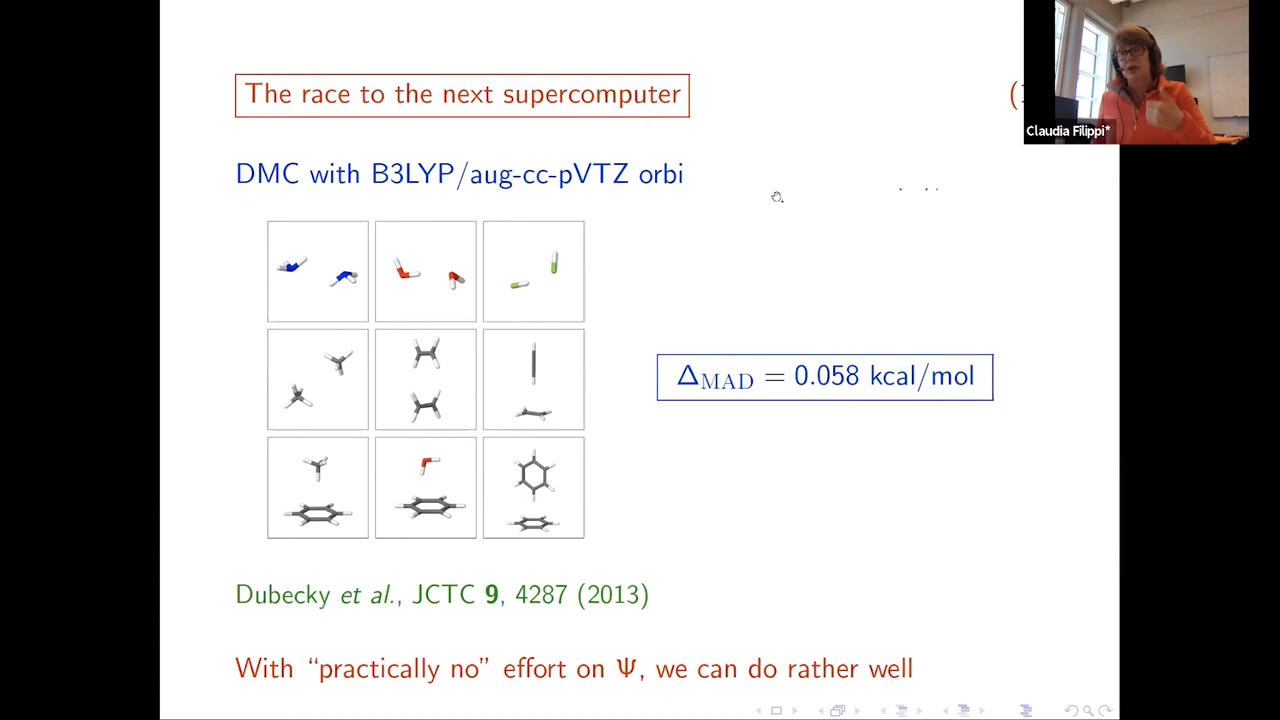 The race to the next supercomputer
(1
Claudia Filippi*
DMC with B3LYP/aug-cc-pVTZ orbi
Δ_MAD = 0.058 kcal/mol
Dubecky et al., JCTC 9, 4287 (2013)
With “practically no” effort on Ψ, we can do rather well